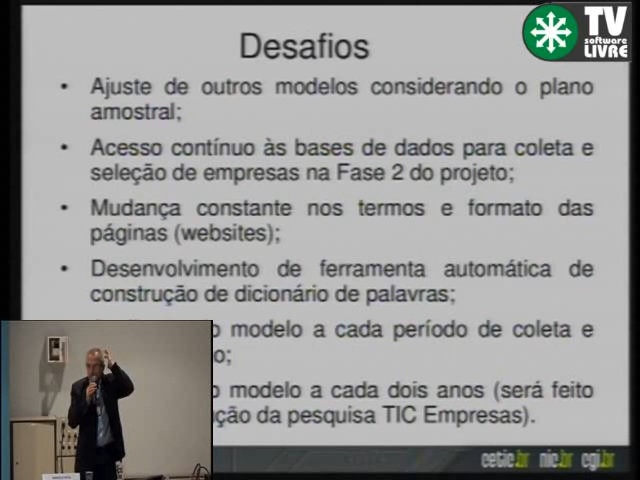 TV
software
LIVRE
Desafios
• Ajuste de outros modelos considerando o plano
amostral;
• Acesso contínuo às bases de dados para coleta e
seleção de empresas na Fase 2 do projeto;
• Mudança constante nos termos e formato das
páginas (websites);
• Desenvolvimento de ferramenta automática de
construção de dicionário de palavras;
o modelo a cada período de coleta e
o;
o modelo a cada dois anos (será feito
ção da pesquisa TIC Empresas).
cetic.br nic.br cgi.br